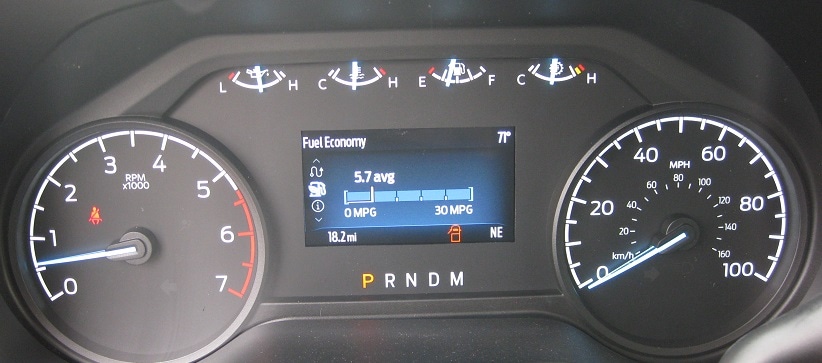 L H
C H
E F
C H
RPM
x1000
0
1
2
3
4
5
6
7
Fuel Economy 71°
5.7 avg
0 MPG 30 MPG
18.2 mi NE
P R N D M
MPH
0
20
40
60
80
100
km/h
20
40
60
80
100
120
140
160